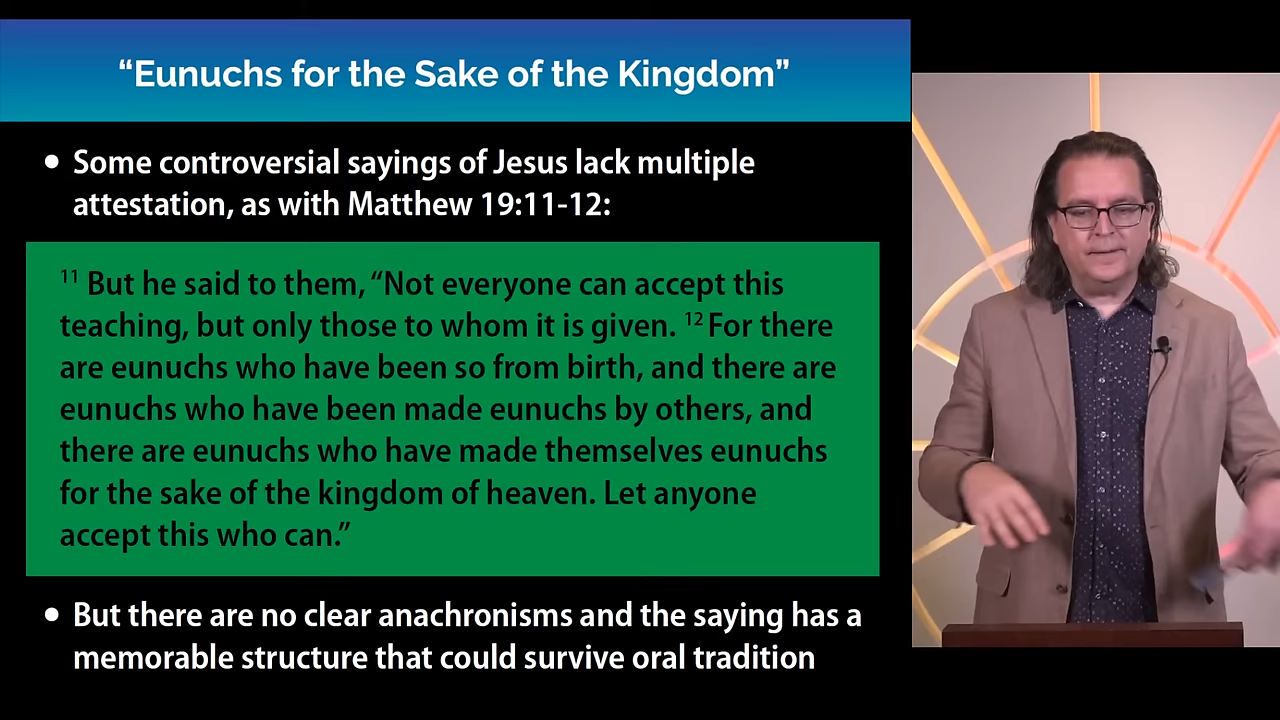 “Eunuchs for the Sake of the Kingdom”
• Some controversial sayings of Jesus lack multiple
attestation, as with Matthew 19:11-12:
11 But he said to them, “Not everyone can accept this
teaching, but only those to whom it is given. 12 For there
are eunuchs who have been so from birth, and there are
eunuchs who have been made eunuchs by others, and
there are eunuchs who have made themselves eunuchs
for the sake of the kingdom of heaven. Let anyone
accept this who can.”
• But there are no clear anachronisms and the saying has a
memorable structure that could survive oral tradition